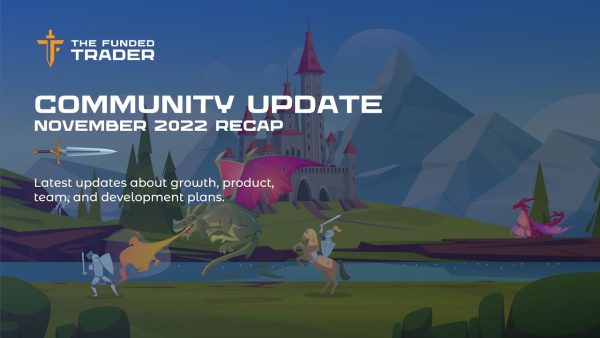 THE FUNDED
TRADER
COMMUNITY UPDATE
NOVEMBER 2022 RECAP
Latest updates about growth, product,
team, and development plans.